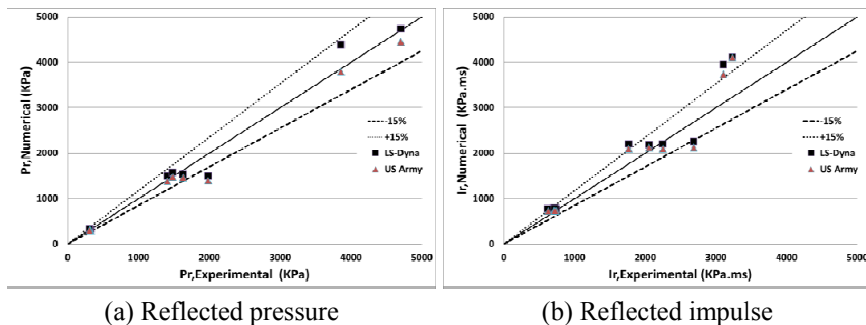 5000
4000
3000
2000
1000
0
Pr,Numerical (KPa)
-15%
+15%
LS-Dyna
US Army
0 1000 2000 3000 4000 5000
Pr,Experimental (KPa)
(a) Reflected pressure
5000
4000
3000
2000
1000
0
Ir,Numerical (KPa.ms)
-15%
+15%
LS-Dyna
US Army
0 1000 2000 3000 4000 5000
Ir,Experimental (KPa.ms)
(b) Reflected impulse